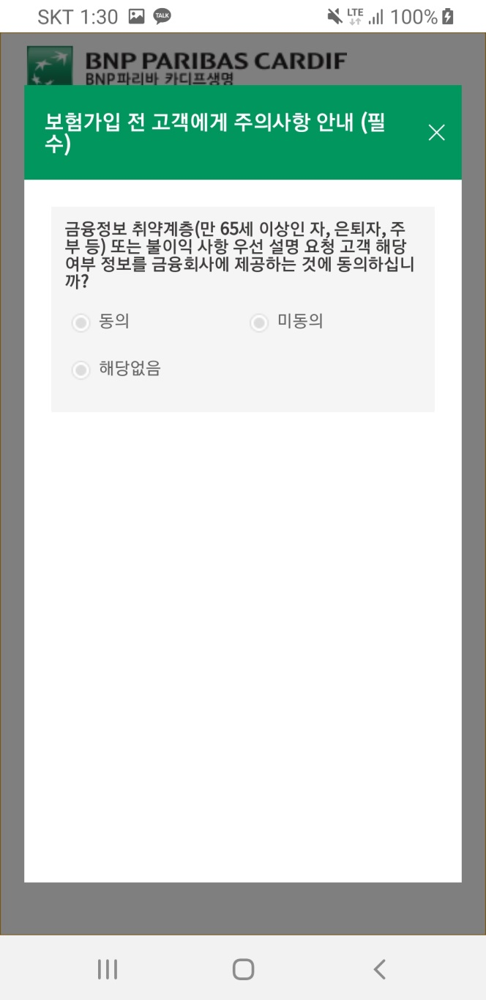 SKT 1:30 TALK LTE 100%
BNP PARIBAS CARDIF
BNP파리바 카디프생명
보험가입 전 고객에게 주의사항 안내 (필
수)
금융정보 취약계층(만 65세 이상인 자, 은퇴자, 주
부 등) 또는 불이익 사항 우선 설명 요청 고객 해당
여부 정보를 금융회사에 제공하는 것에 동의하십니
까?
동의 미동의
해당없음